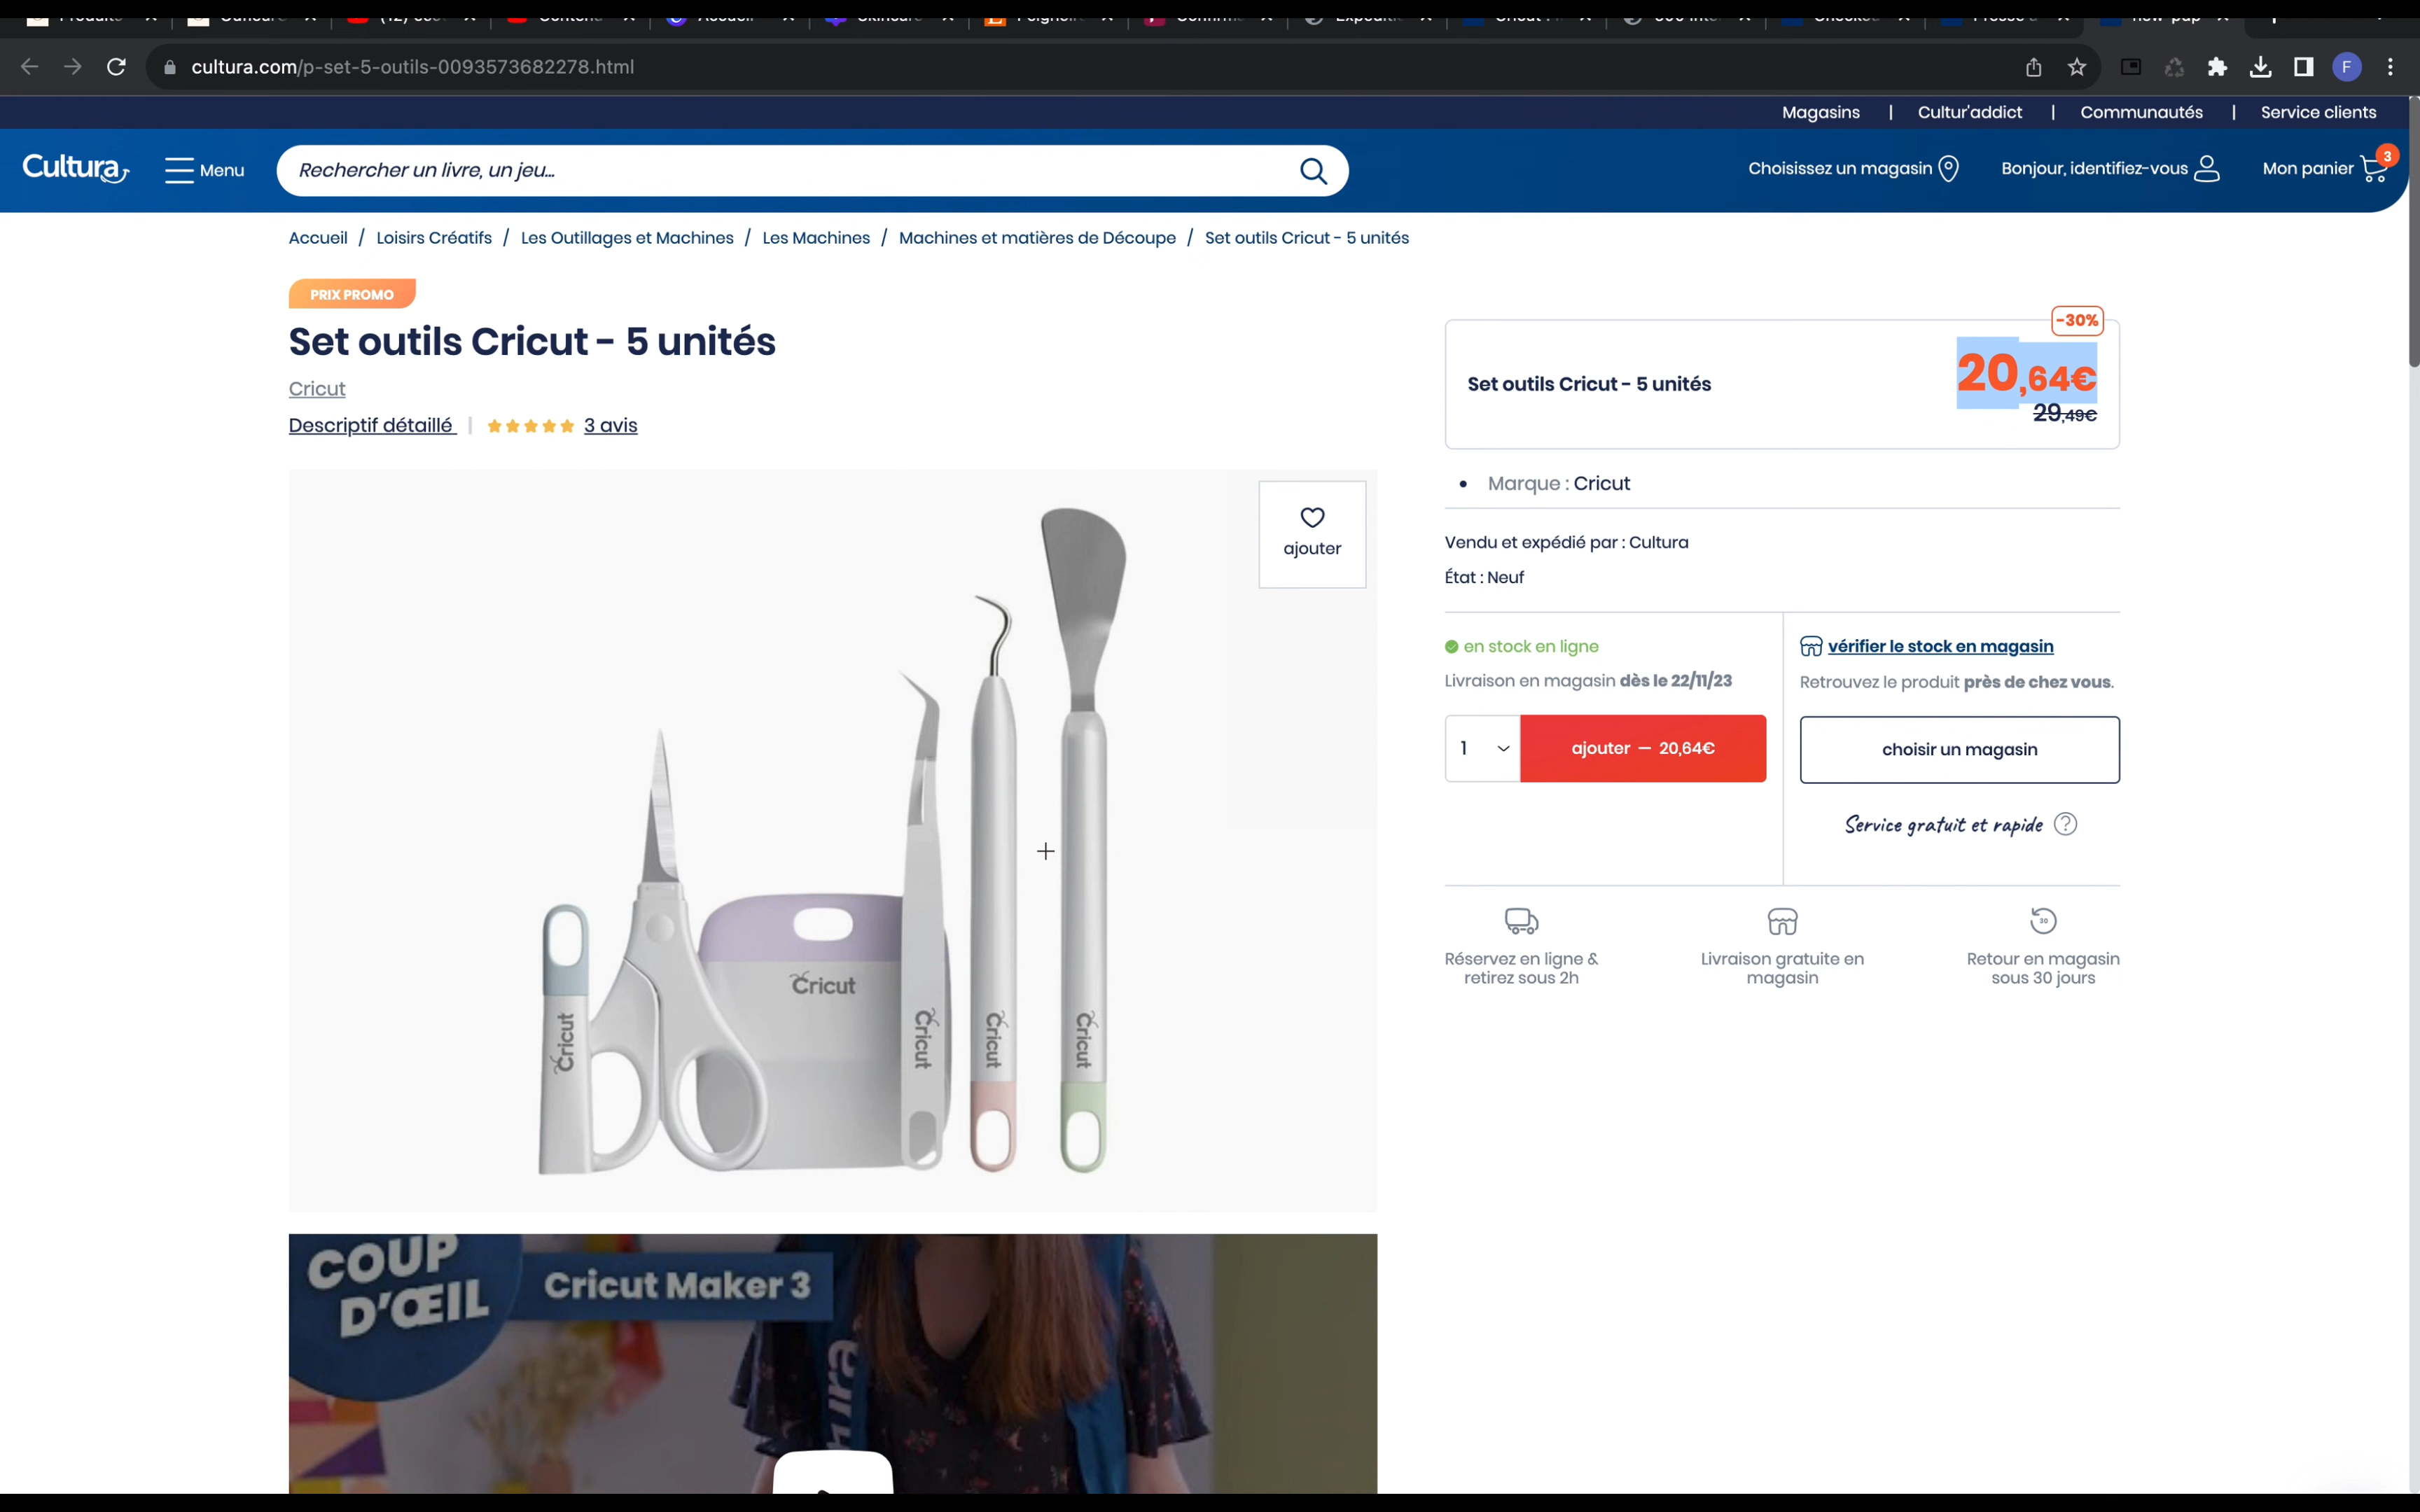 cultura.com/p-set-5-outils-0093573682278.html
F
Magasins | Cultur'addict | Communautés | Service clients
Cultura
Menu
Rechercher un livre, un jeu...
Choisissez un magasin
Bonjour, identifiez-vous
Mon panier
3
Accueil / Loisirs Créatifs / Les Outillages et Machines / Les Machines / Machines et matières de Découpe / Set outils Cricut - 5 unités
PRIX PROMO
Set outils Cricut - 5 unités
Cricut
Descriptif détaillé | 3 avis
ajouter
Cricut
Cricut
Cricut
Cricut
Cricut
-30%
Set outils Cricut - 5 unités
20,64€
29,49€
• Marque : Cricut
Vendu et expédié par : Cultura
État : Neuf
en stock en ligne
Livraison en magasin dès le 22/11/23
1
ajouter — 20,64€
vérifier le stock en magasin
Retrouvez le produit près de chez vous.
choisir un magasin
Service gratuit et rapide ?
Réservez en ligne &
retirez sous 2h
Livraison gratuite en
magasin
30
Retour en magasin
sous 30 jours
COUP
D'ŒIL
Cricut Maker 3